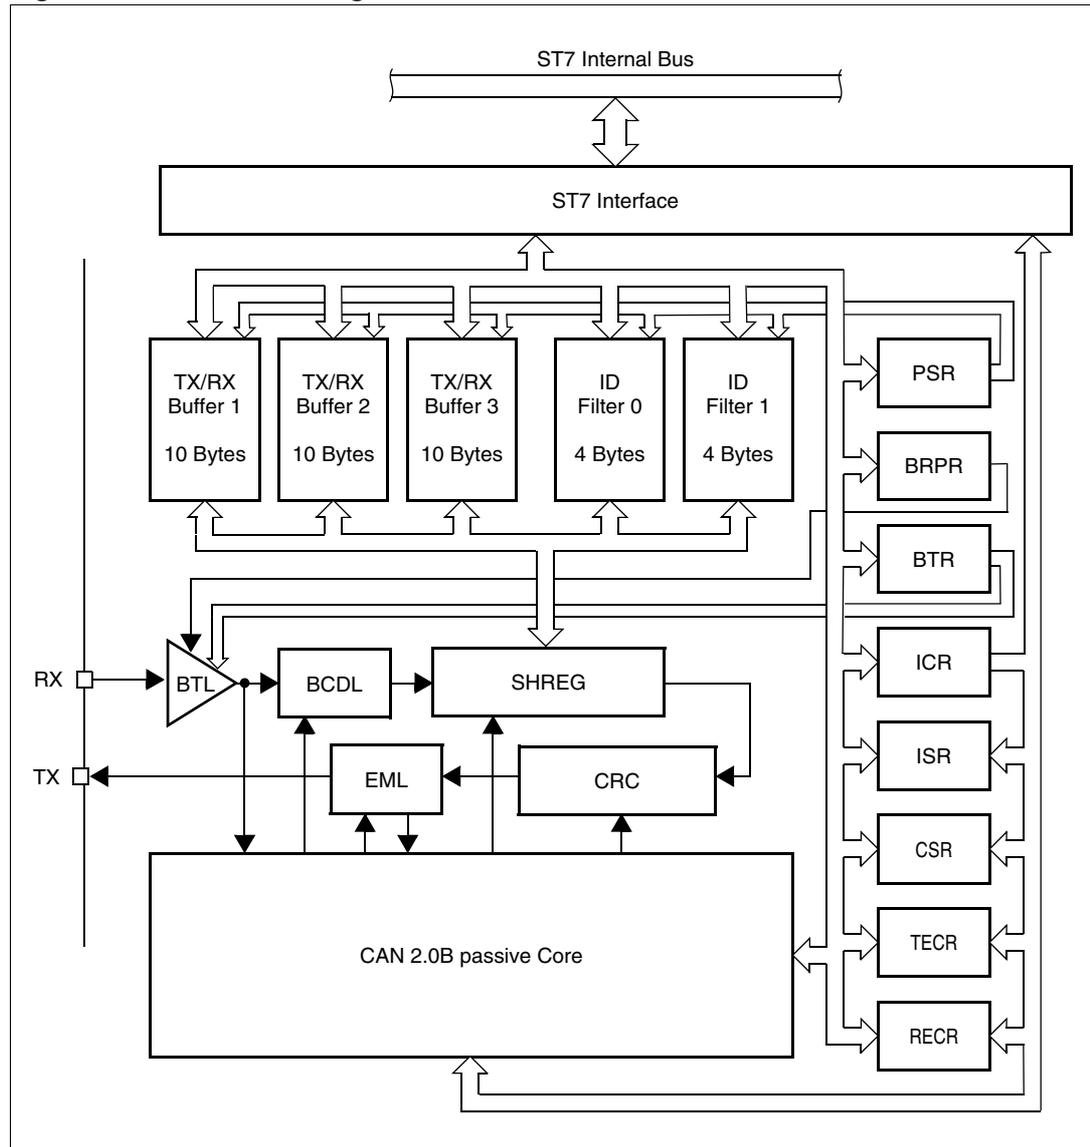 ST7 Internal Bus
ST7 Interface
TX/RX
Buffer 1
10 Bytes
TX/RX
Buffer 2
10 Bytes
TX/RX
Buffer 3
10 Bytes
ID
Filter 0
4 Bytes
ID
Filter 1
4 Bytes
PSR
BRPR
BTR
ICR
ISR
CSR
TECR
RECR
RX
BTL
BCDL
SHREG
TX
EML
CRC
CAN 2.0B passive Core